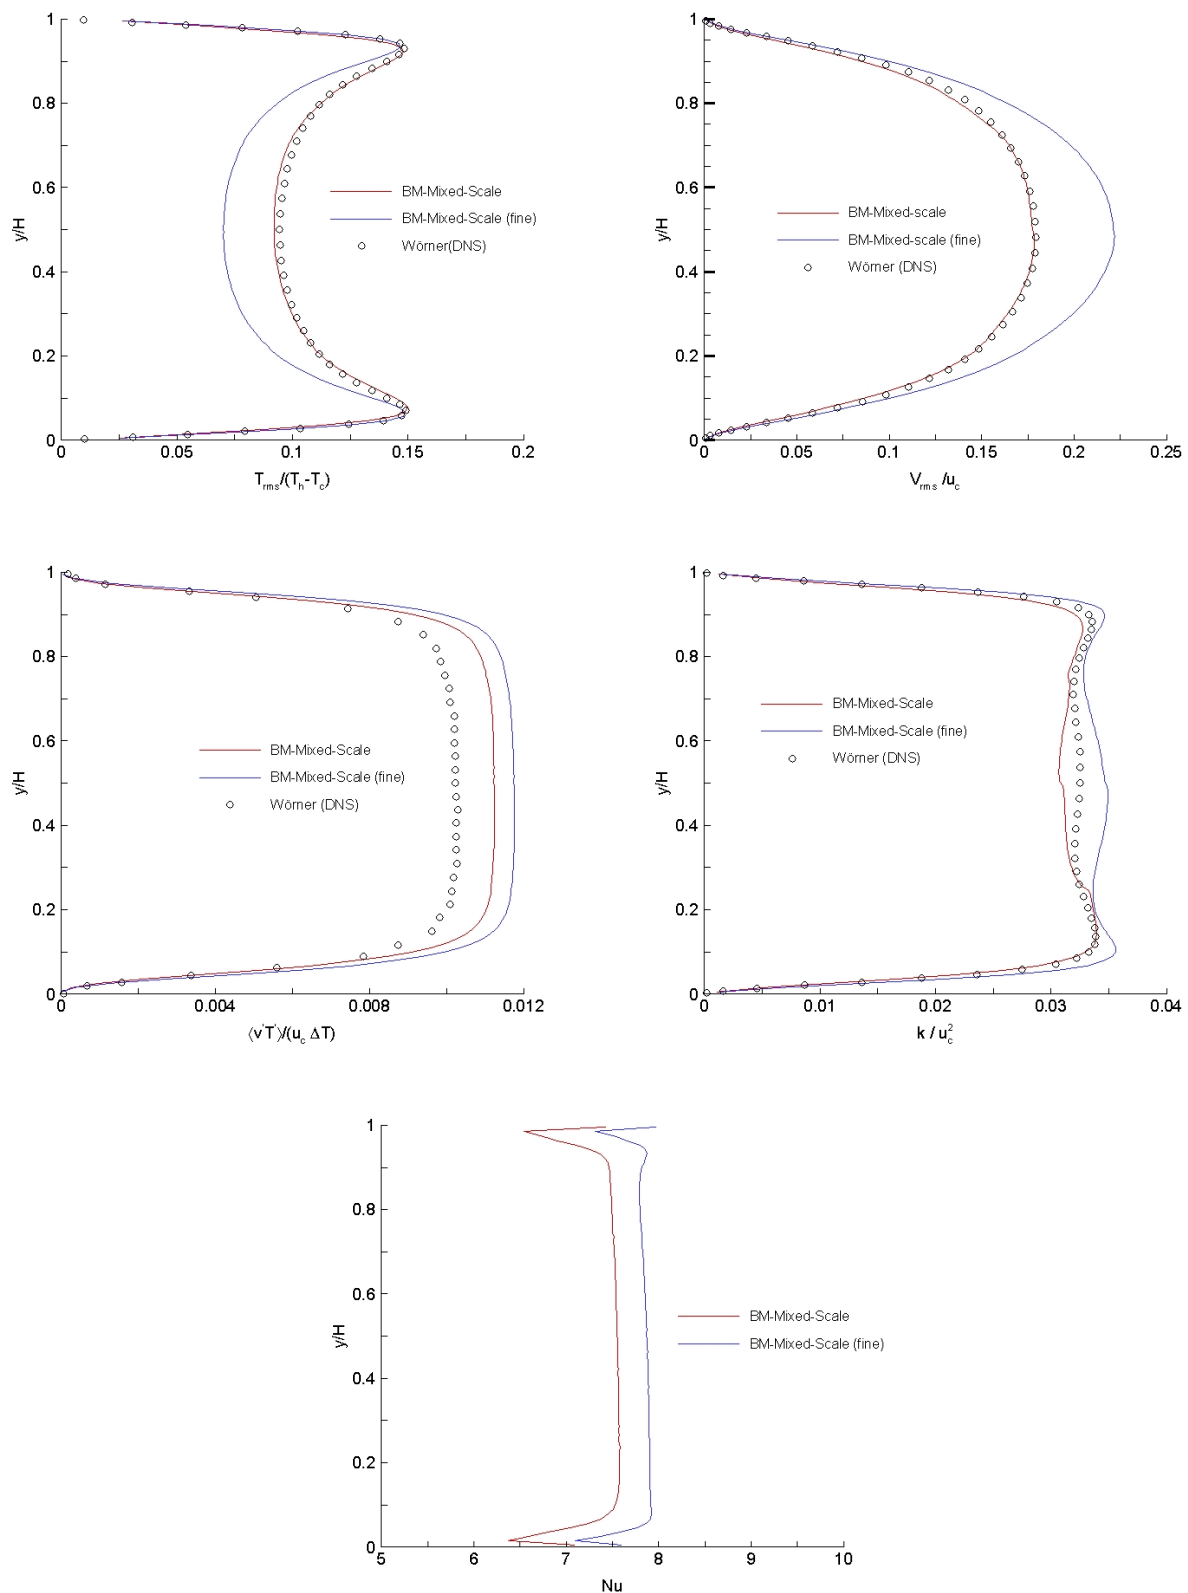 1
0.8
0.6
0.4
0.2
0
y/H
0
0.05
0.1
0.15
0.2
T_rms/(T_h-T_c)
BM-Mixed-Scale
BM-Mixed-Scale (fine)
Wörner(DNS)
1
0.8
0.6
0.4
0.2
0
y/H
0
0.05
0.1
0.15
0.2
0.25
V_rms /u_c
BM-Mixed-scale
BM-Mixed-scale (fine)
Wörner (DNS)
1
0.8
0.6
0.4
0.2
0
y/H
0
0.004
0.008
0.012
⟨v'T'⟩/(u_c ΔT)
BM-Mixed-Scale
BM-Mixed-Scale (fine)
Wörner (DNS)
1
0.8
0.6
0.4
0.2
0
y/H
0
0.01
0.02
0.03
0.04
k / u_c^2
BM-Mixed-Scale
BM-Mixed-Scale (fine)
Wörner (DNS)
1
0.8
0.6
0.4
0.2
0
y/H
5
6
7
8
9
10
Nu
BM-Mixed-Scale
BM-Mixed-Scale (fine)